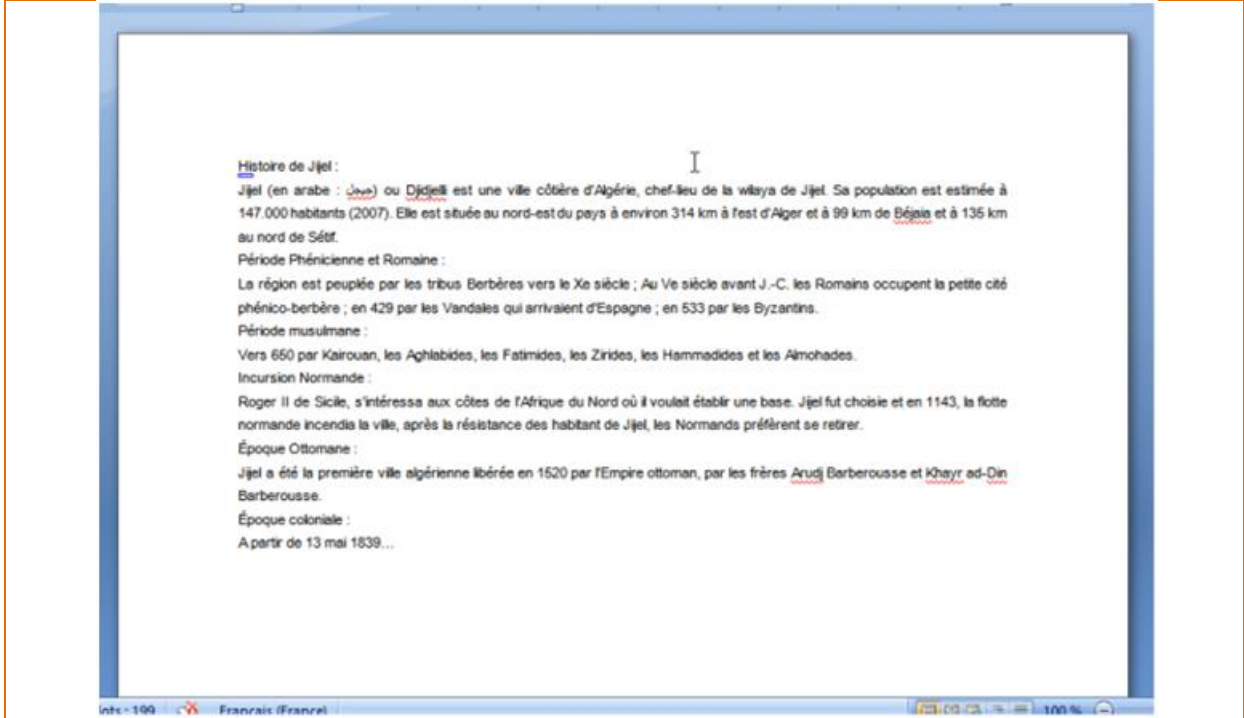 Histoire de Jijel :
Jijel (en arabe : جيجل) ou Djidjelli est une ville côtière d'Algérie, chef-lieu de la wilaya de Jijel. Sa population est estimée à
147.000 habitants (2007). Elle est située au nord-est du pays à environ 314 km à l'est d'Alger et à 99 km de Béjaia et à 135 km
au nord de Sétif.
Période Phénicienne et Romaine :
La région est peuplée par les tribus Berbères vers le Xe siècle ; Au Ve siècle avant J.-C. les Romains occupent la petite cité
phénico-berbère ; en 429 par les Vandales qui arrivaient d'Espagne ; en 533 par les Byzantins.
Période musulmane :
Vers 650 par Kairouan, les Aghlabides, les Fatimides, les Zirides, les Hammadides et les Almohades.
Incursion Normande :
Roger II de Sicile, s'intéressa aux côtes de l'Afrique du Nord où il voulait établir une base. Jijel fut choisie et en 1143, la flotte
normande incendia la ville, après la résistance des habitant de Jijel, les Normands préfèrent se retirer.
Époque Ottomane :
Jijel a été la première ville algérienne libérée en 1520 par l'Empire ottoman, par les frères Arudj Barberousse et Khayr ad-Din
Barberousse.
Époque coloniale :
A partir de 13 mai 1839...
lots : 199 Français (France) 100 %